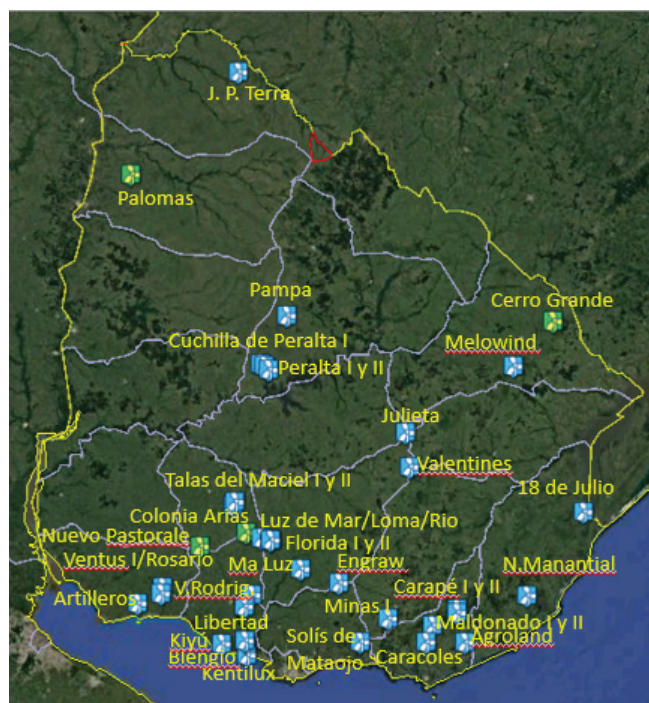 J. P. Terra
Palomas
Pampa
Cerro Grande
Cuchilla de Peralta I
Melowind
Peralta I y II
Julieta
Valentines
Talas del Maciel I y II
18 de Julio
Colonia Arias
Luz de Mar/Loma/Rio
Nuevo Pastorale
Florida I y II
Ventus I/Rosario
Ma Luz
Engraw
N.Manantial
V.Rodrig
Carapé I y II
Artilleros
Minas I
Libertad
Maldonado I y II
Kiyú
Solís de
Mataojo
Agroland
Blengio
Caracoles
Kentilux